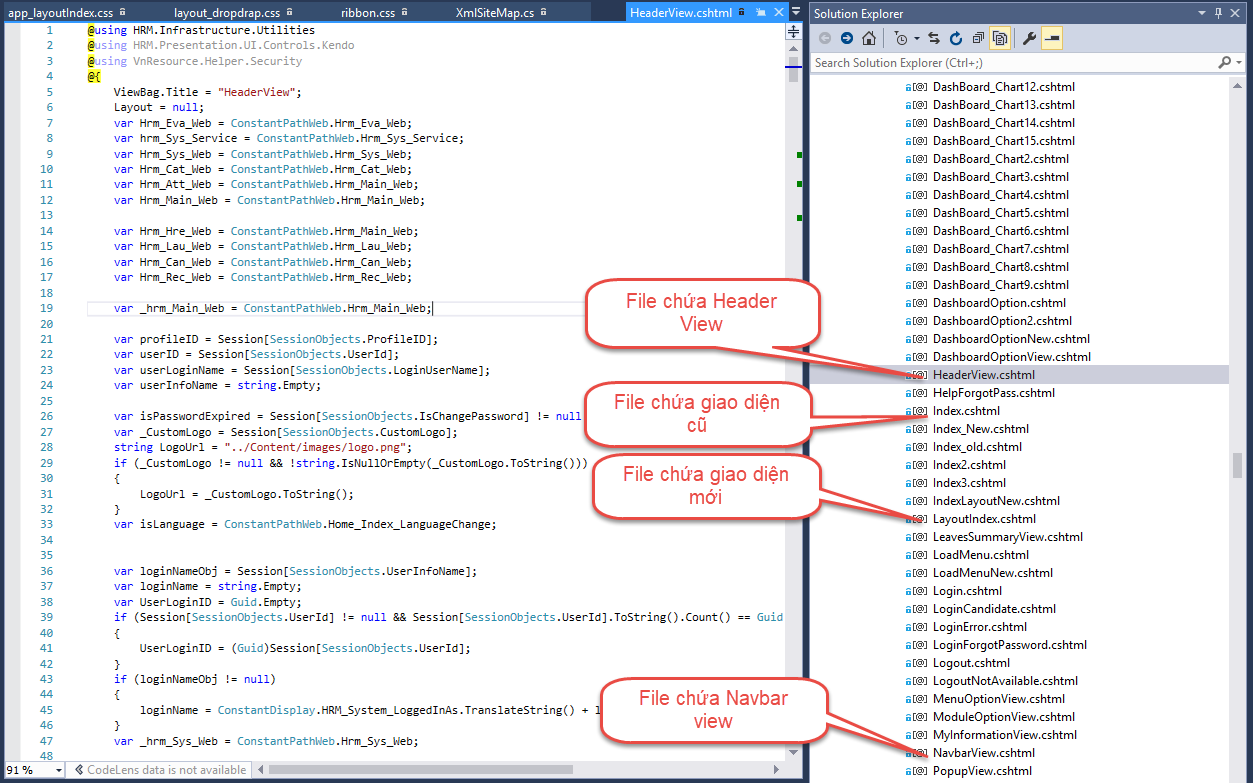 app_layoutIndex.css
layout_dropdrap.css
ribbon.css
XmlSiteMap.cs
HeaderView.cshtml
1 @using HRM.Infrastructure.Utilities
2 @using HRM.Presentation.UI.Controls.Kendo
3 @using VnResource.Helper.Security
4 @{
5 ViewBag.Title = "HeaderView";
6 Layout = null;
7 var Hrm_Eva_Web = ConstantPathWeb.Hrm_Eva_Web;
8 var hrm_Sys_Service = ConstantPathWeb.Hrm_Sys_Service;
9 var Hrm_Sys_Web = ConstantPathWeb.Hrm_Sys_Web;
10 var Hrm_Cat_Web = ConstantPathWeb.Hrm_Cat_Web;
11 var Hrm_Att_Web = ConstantPathWeb.Hrm_Main_Web;
12 var Hrm_Main_Web = ConstantPathWeb.Hrm_Main_Web;
13
14 var Hrm_Hre_Web = ConstantPathWeb.Hrm_Main_Web;
15 var Hrm_Lau_Web = ConstantPathWeb.Hrm_Lau_Web;
16 var Hrm_Can_Web = ConstantPathWeb.Hrm_Can_Web;
17 var Hrm_Rec_Web = ConstantPathWeb.Hrm_Rec_Web;
18
19 var _hrm_Main_Web = ConstantPathWeb.Hrm_Main_Web;
20
21 var profileID = Session[SessionObjects.ProfileID];
22 var userID = Session[SessionObjects.UserId];
23 var userLoginName = Session[SessionObjects.LoginUserName];
24 var userInfoName = string.Empty;
25
26 var isPasswordExpired = Session[SessionObjects.IsChangePassword] != null
27 var _CustomLogo = Session[SessionObjects.CustomLogo];
28 string LogoUrl = "../Content/images/logo.png";
29 if (_CustomLogo != null && !string.IsNullOrEmpty(_CustomLogo.ToString()))
30 {
31 LogoUrl = _CustomLogo.ToString();
32 }
33 var isLanguage = ConstantPathWeb.Home_Index_LanguageChange;
34
35
36 var loginNameObj = Session[SessionObjects.UserInfoName];
37 var loginName = string.Empty;
38 var UserLoginID = Guid.Empty;
39 if (Session[SessionObjects.UserId] != null && Session[SessionObjects.UserId].ToString().Count() == Guid
40 {
41 UserLoginID = (Guid)Session[SessionObjects.UserId];
42 }
43 if (loginNameObj != null)
44 {
45 loginName = ConstantDisplay.HRM_System_LoggedInAs.TranslateString() +
46 }
47 var _hrm_Sys_Web = ConstantPathWeb.Hrm_Sys_Web;
48
91 %
CodeLens data is not available
File chứa Header
View
File chứa giao diện
cũ
File chứa giao diện
mới
File chứa Navbar
view
Solution Explorer
Search Solution Explorer (Ctrl+;)
DashBoard_Chart12.cshtml
DashBoard_Chart13.cshtml
DashBoard_Chart14.cshtml
DashBoard_Chart15.cshtml
DashBoard_Chart2.cshtml
DashBoard_Chart3.cshtml
DashBoard_Chart4.cshtml
DashBoard_Chart5.cshtml
DashBoard_Chart6.cshtml
DashBoard_Chart7.cshtml
DashBoard_Chart8.cshtml
DashBoard_Chart9.cshtml
DashboardOption.cshtml
DashboardOption2.cshtml
DashboardOptionNew.cshtml
DashboardOptionView.cshtml
HeaderView.cshtml
HelpForgotPass.cshtml
Index.cshtml
Index_New.cshtml
Index_old.cshtml
Index2.cshtml
Index3.cshtml
IndexLayoutNew.cshtml
LayoutIndex.cshtml
LeavesSummaryView.cshtml
LoadMenu.cshtml
LoadMenuNew.cshtml
Login.cshtml
LoginCandidate.cshtml
LoginError.cshtml
LoginForgotPassword.cshtml
Logout.cshtml
LogoutNotAvailable.cshtml
MenuOptionView.cshtml
ModuleOptionView.cshtml
MyInformationView.cshtml
NavbarView.cshtml
PopupView.cshtml